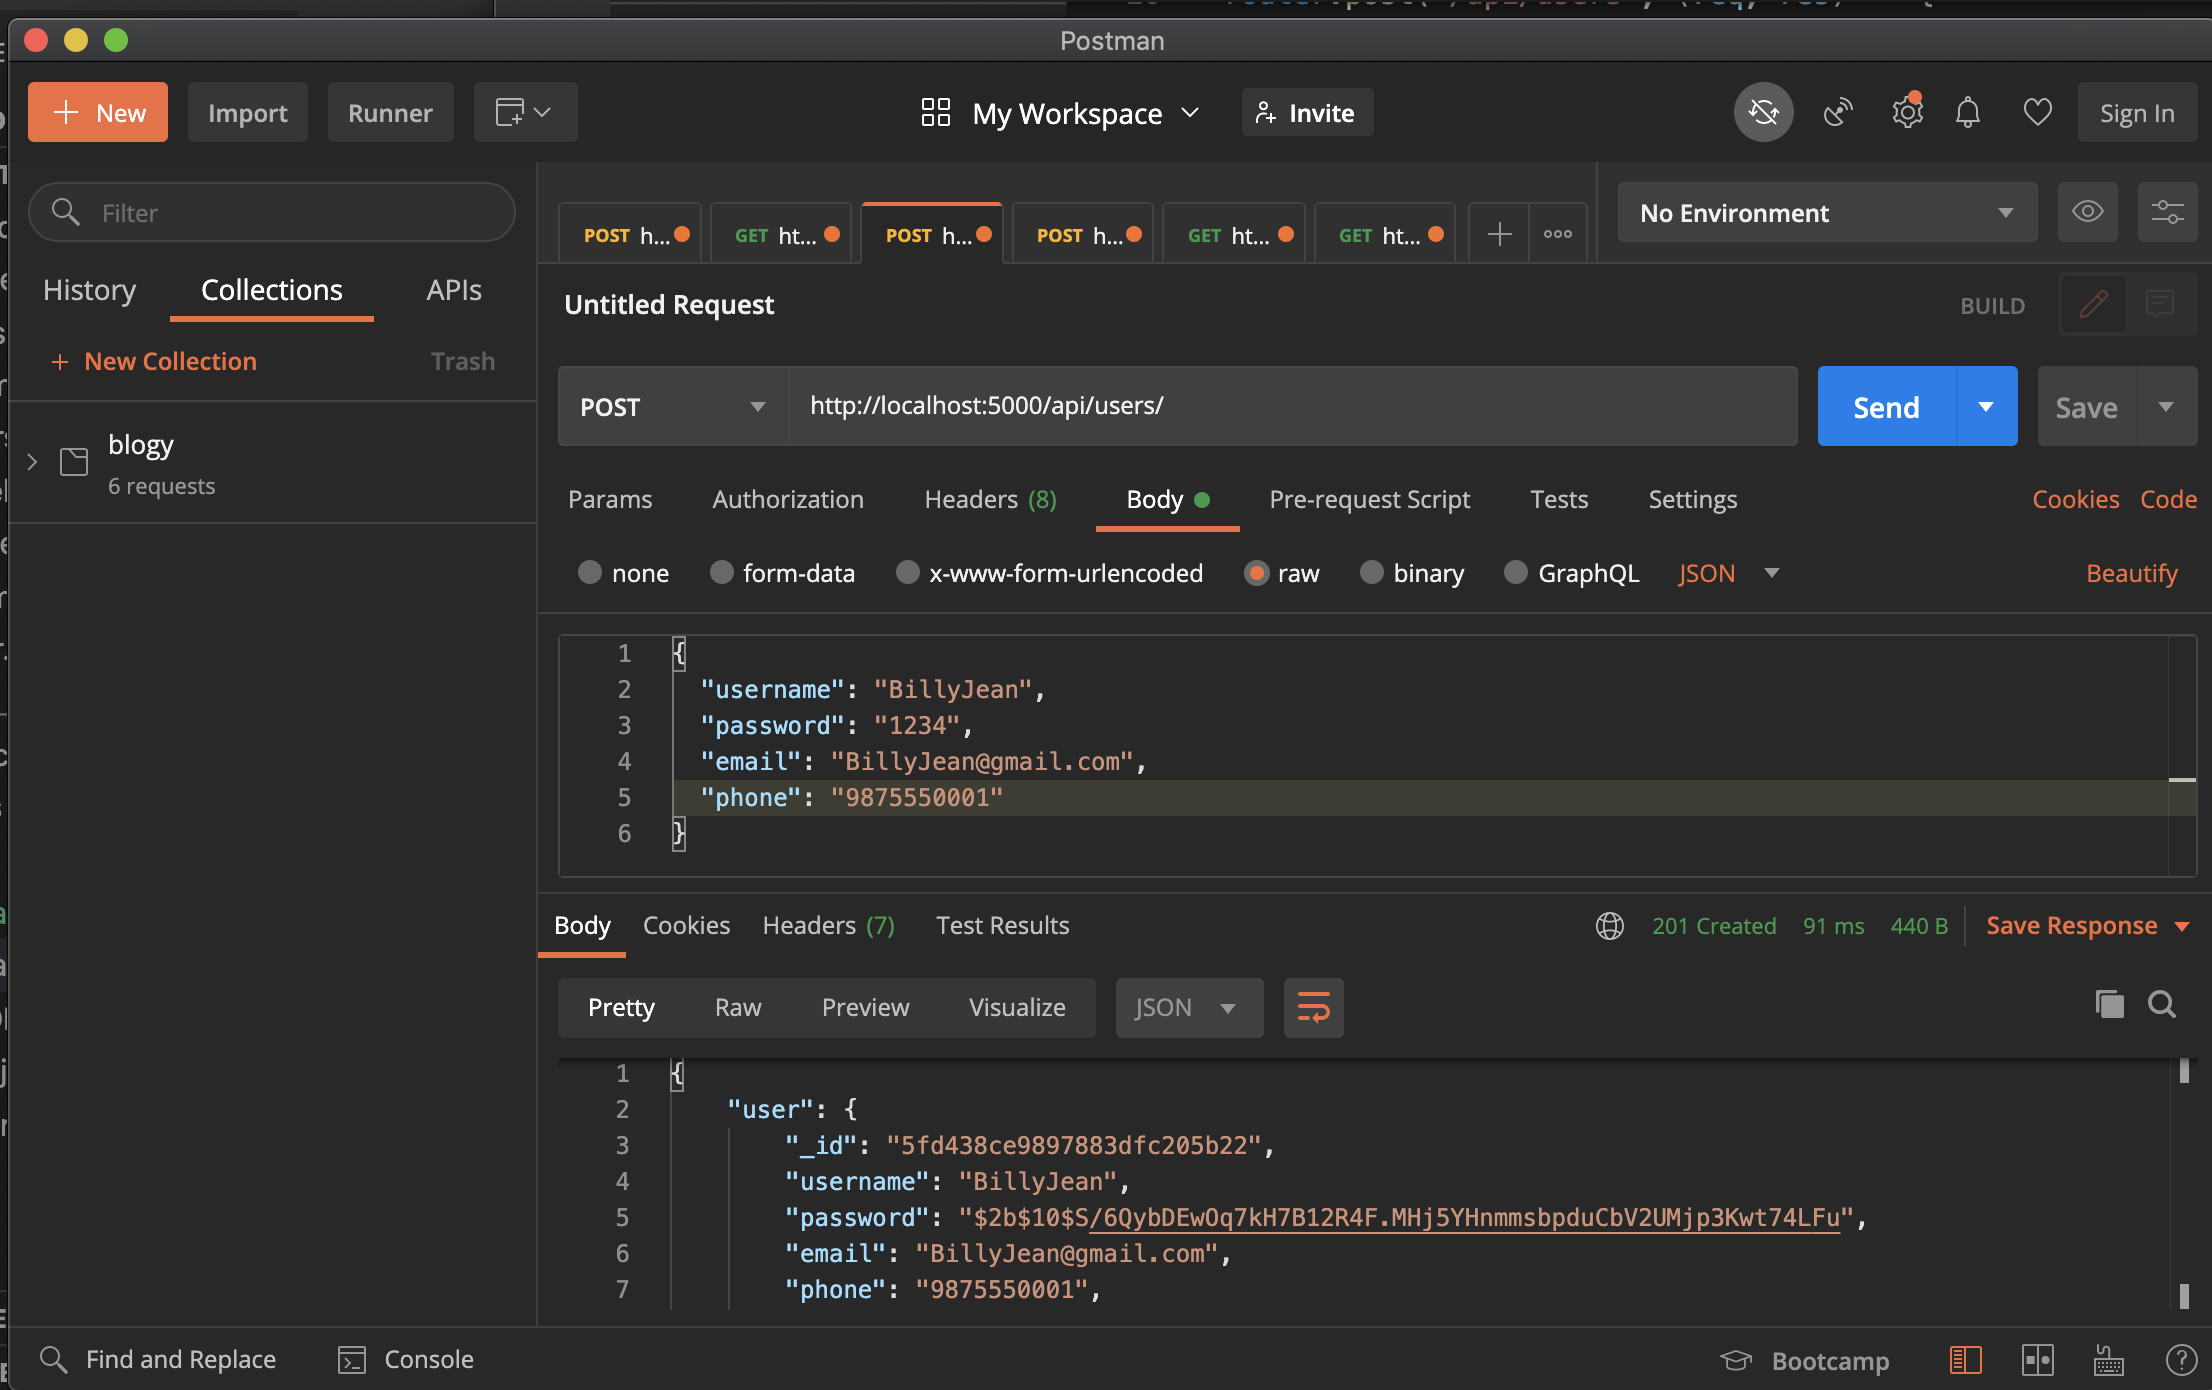 Postman
New
Import
Runner
My Workspace
Invite
Sign In
Filter
History
Collections
APIs
+ New Collection
Trash
blogy
6 requests
POST h...
GET ht...
POST h...
POST h...
GET ht...
GET ht...
No Environment
Untitled Request
BUILD
POST
http://localhost:5000/api/users/
Send
Save
Params
Authorization
Headers (8)
Body
Pre-request Script
Tests
Settings
Cookies
Code
none
form-data
x-www-form-urlencoded
raw
binary
GraphQL
JSON
Beautify
1 {
2 "username": "BillyJean",
3 "password": "1234",
4 "email": "BillyJean@gmail.com",
5 "phone": "9875550001"
6 }
Body
Cookies
Headers (7)
Test Results
201 Created
91 ms
440 B
Save Response
Pretty
Raw
Preview
Visualize
JSON
1 {
2 "user": {
3 "_id": "5fd438ce9897883dfc205b22",
4 "username": "BillyJean",
5 "password": "$2b$10$S/6QybDEwOq7kH7B12R4F.MHj5YHnmmsbpduCbV2UMjp3Kwt74LFu",
6 "email": "BillyJean@gmail.com",
7 "phone": "9875550001",
Find and Replace
Console
Bootcamp